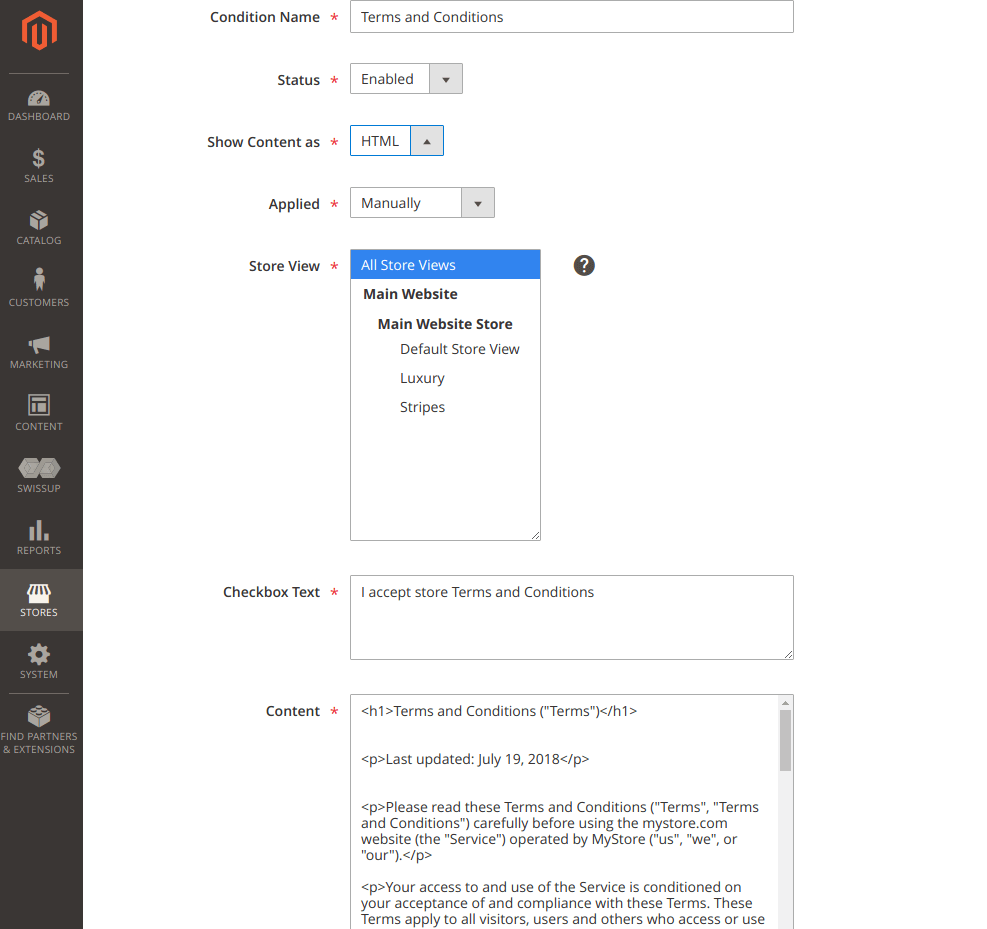 Condition Name *
Terms and Conditions
Status *
Enabled
Show Content as *
HTML
Applied *
Manually
Store View *
All Store Views
Main Website
Main Website Store
Default Store View
Luxury
Stripes
?
Checkbox Text *
I accept store Terms and Conditions
Content *
<h1>Terms and Conditions ("Terms")</h1>
<p>Last updated: July 19, 2018</p>
<p>Please read these Terms and Conditions ("Terms", "Terms
and Conditions") carefully before using the mystore.com
website (the "Service") operated by MyStore ("us", "we", or
"our").</p>
<p>Your access to and use of the Service is conditioned on
your acceptance of and compliance with these Terms. These
Terms apply to all visitors, users and others who access or use
DASHBOARD
$
SALES
CATALOG
CUSTOMERS
MARKETING
CONTENT
SWISSUP
REPORTS
STORES
SYSTEM
FIND PARTNERS
& EXTENSIONS